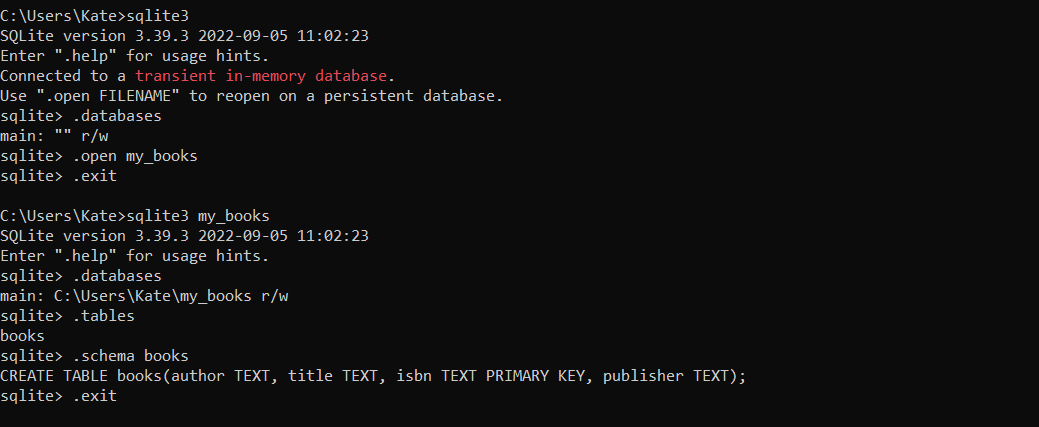 C:\Users\Kate>sqlite3
SQLite version 3.39.3 2022-09-05 11:02:23
Enter ".help" for usage hints.
Connected to a transient in-memory database.
Use ".open FILENAME" to reopen on a persistent database.
sqlite> .databases
main: "" r/w
sqlite> .open my_books
sqlite> .exit
C:\Users\Kate>sqlite3 my_books
SQLite version 3.39.3 2022-09-05 11:02:23
Enter ".help" for usage hints.
sqlite> .databases
main: C:\Users\Kate\my_books r/w
sqlite> .tables
books
sqlite> .schema books
CREATE TABLE books(author TEXT, title TEXT, isbn TEXT PRIMARY KEY, publisher TEXT);
sqlite> .exit